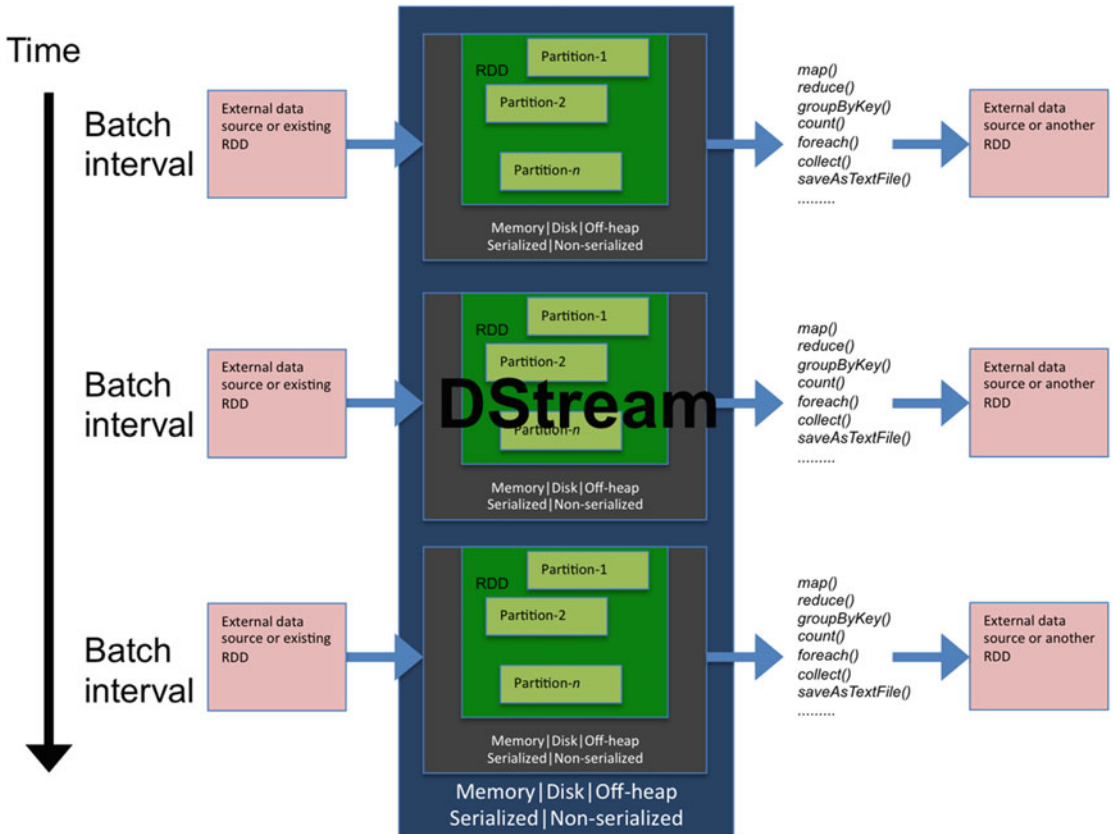 Time
Batch
interval
External data
source or existing
RDD
RDD
Partition-1
Partition-2
Partition-n
Memory|Disk|Off-heap
Serialized|Non-serialized
map()
reduce()
groupByKey()
count()
foreach()
collect()
saveAsTextFile()
.........
External data
source or another
RDD
Batch
interval
External data
source or existing
RDD
RDD
Partition-1
Partition-2
DStream
Partition-n
Memory|Disk|Off-heap
Serialized|Non-serialized
map()
reduce()
groupByKey()
count()
foreach()
collect()
saveAsTextFile()
.........
External data
source or another
RDD
Batch
interval
External data
source or existing
RDD
RDD
Partition-1
Partition-2
Partition-n
Memory|Disk|Off-heap
Serialized|Non-serialized
map()
reduce()
groupByKey()
count()
foreach()
collect()
saveAsTextFile()
.........
External data
source or another
RDD
Memory|Disk|Off-heap
Serialized|Non-serialized